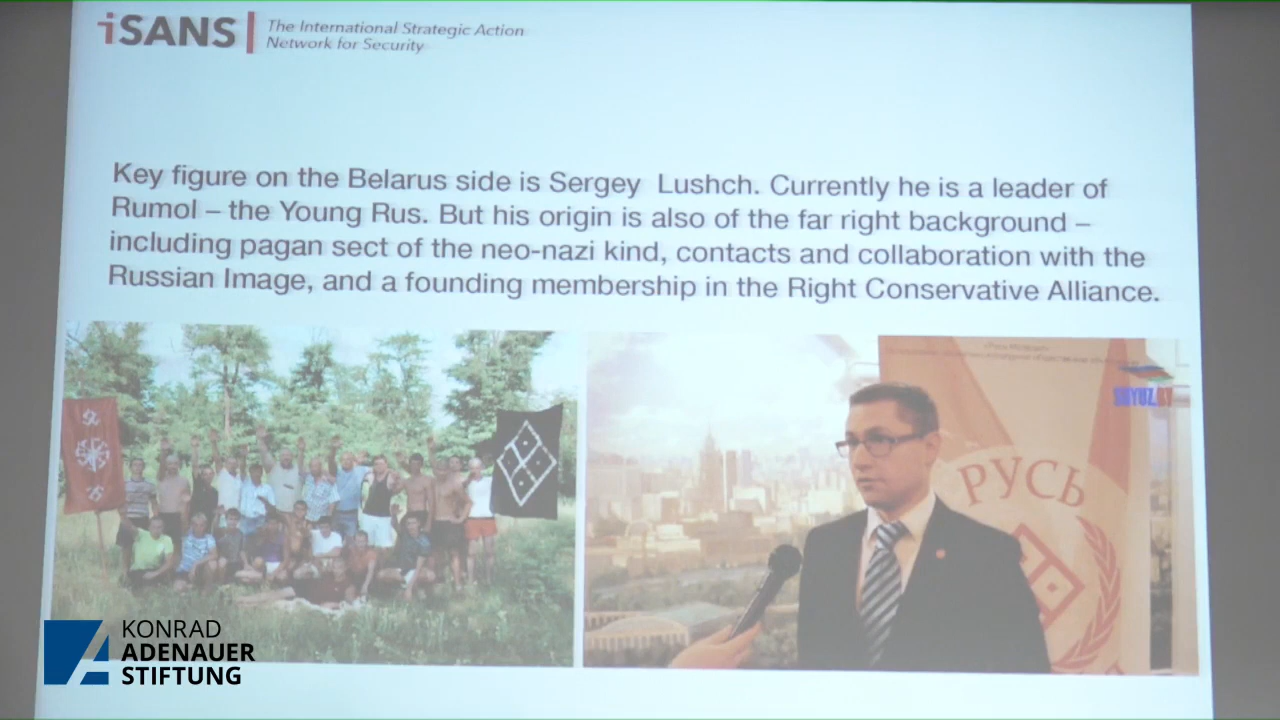 iSANS
The International Strategic Action
Network for Security
Key figure on the Belarus side is Sergey Lushch. Currently he is a leader of
Rumol – the Young Rus. But his origin is also of the far right background –
including pagan sect of the neo-nazi kind, contacts and collaboration with the
Russian Image, and a founding membership in the Right Conservative Alliance.
РУСЬ
KONRAD
ADENAUER
STIFTUNG